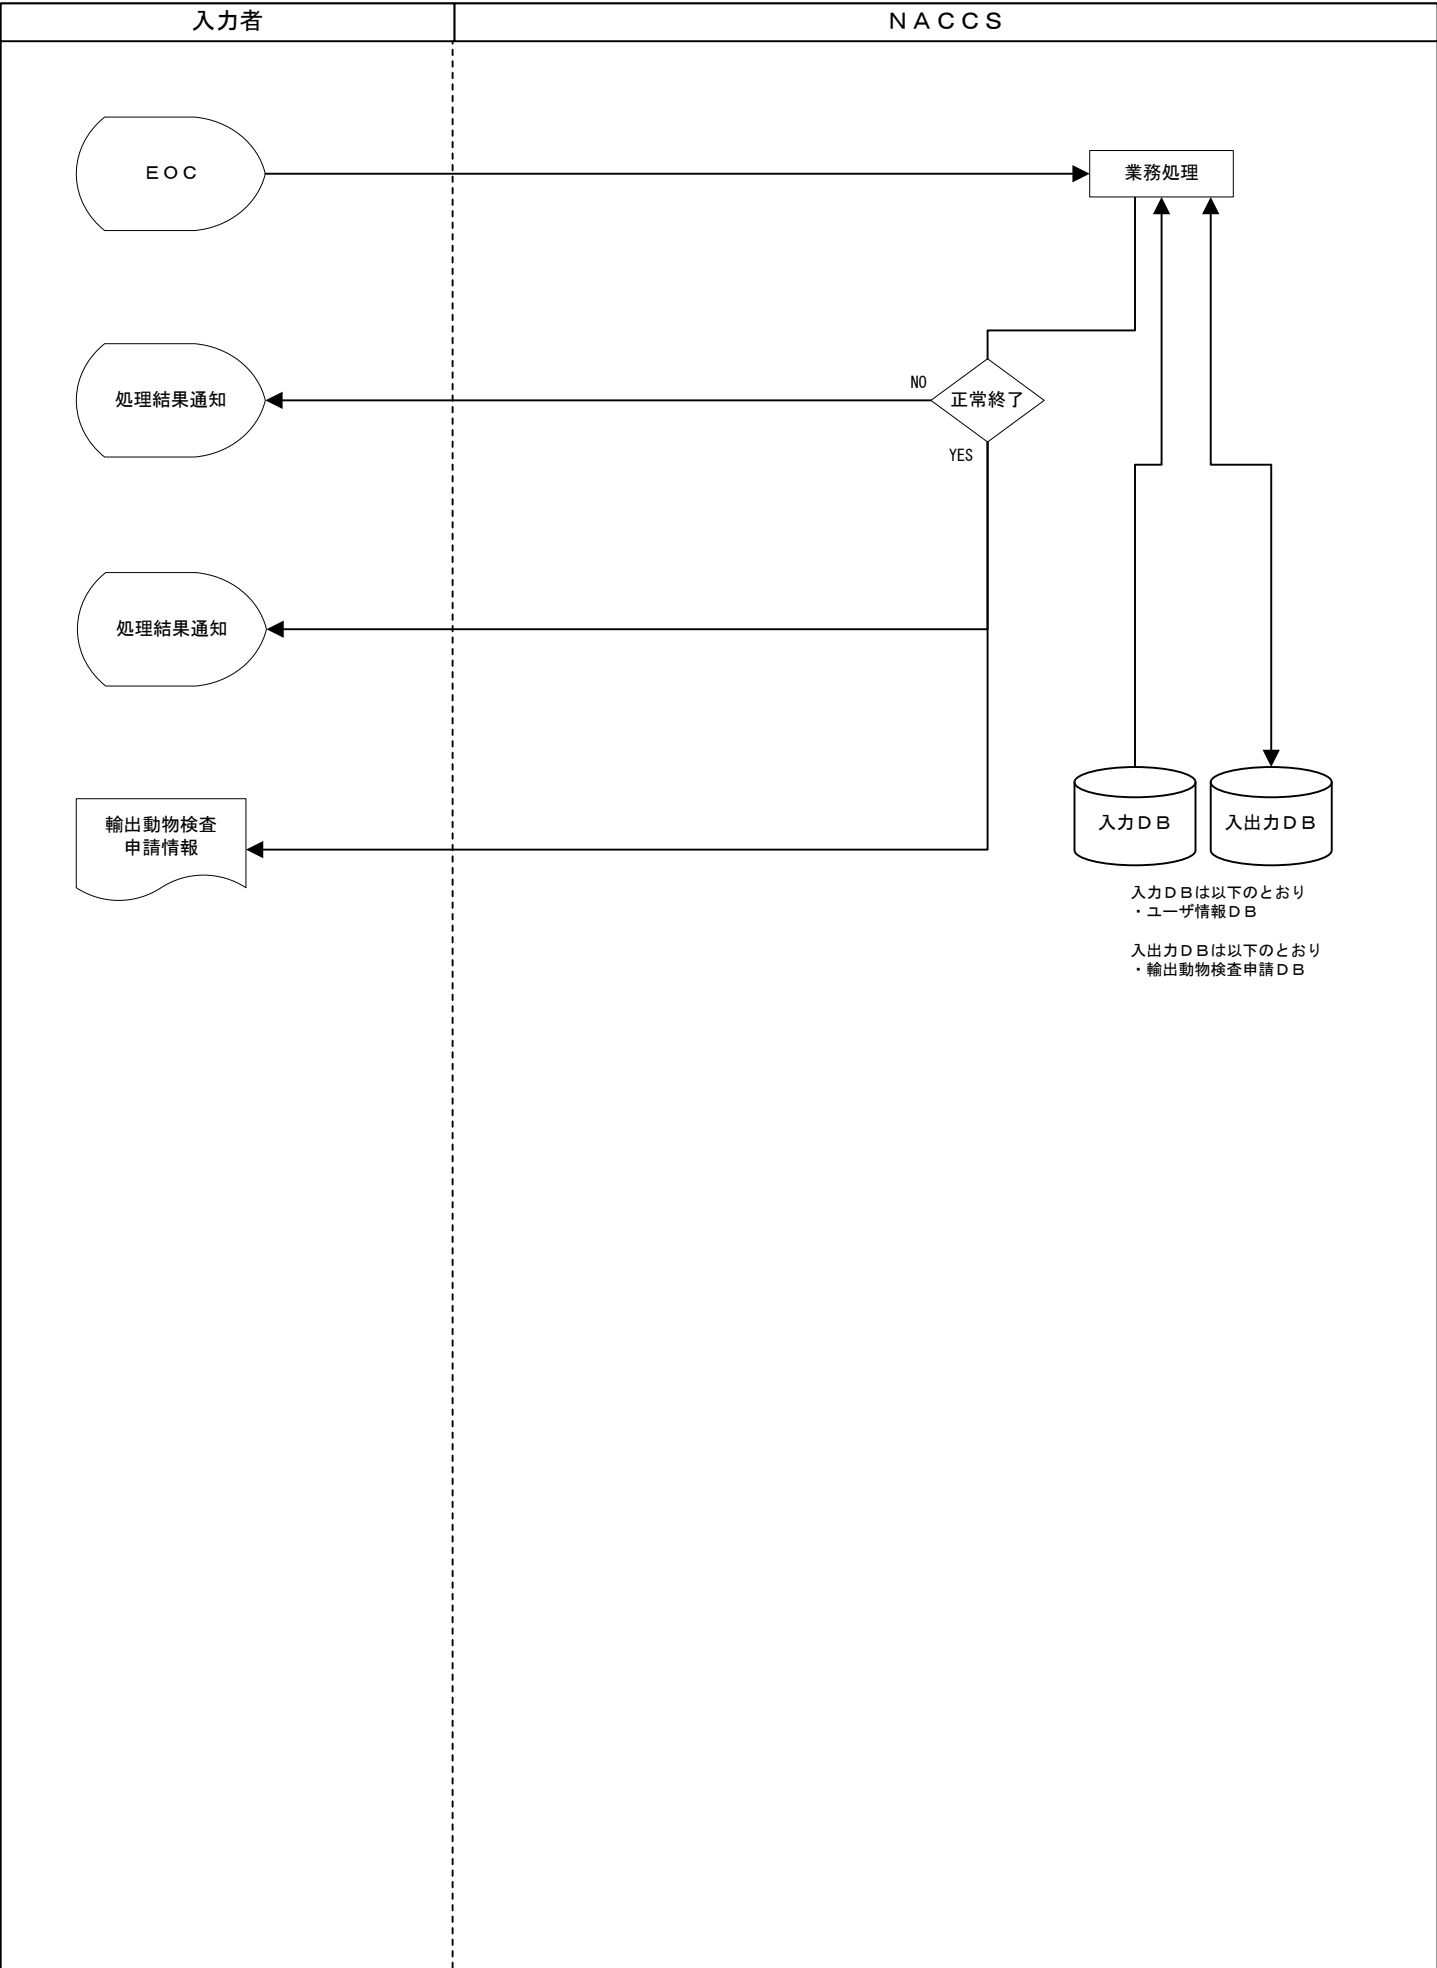 入力者
ＮＡＣＣＳ
ＥＯＣ
業務処理
処理結果通知
NO
正常終了
YES
処理結果通知
輸出動物検査
申請情報
入力ＤＢ
入出力ＤＢ
入力ＤＢは以下のとおり
・ユーザ情報ＤＢ
入出力ＤＢは以下のとおり
・輸出動物検査申請ＤＢ